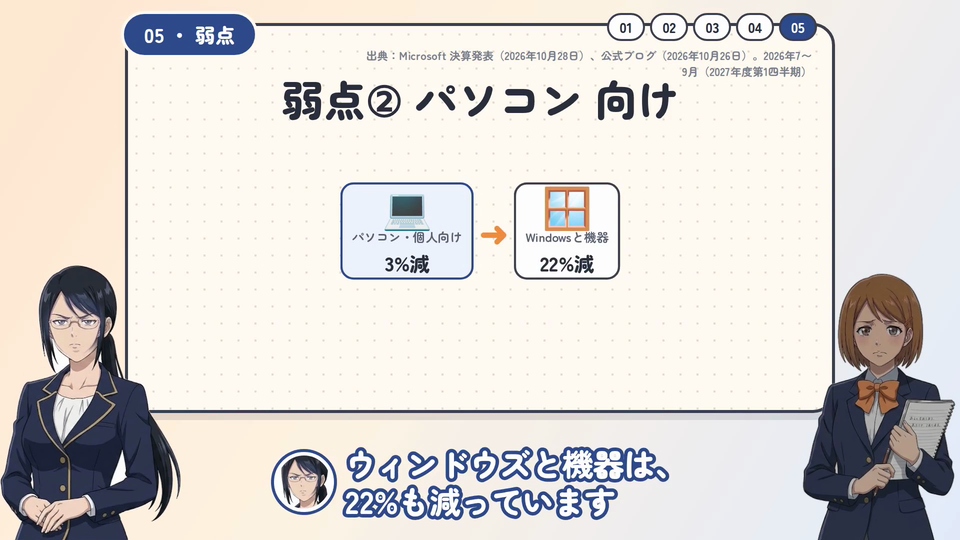 05 ・ 弱点
01 02 03 04 05
出典：Microsoft 決算発表（2026年10月28日）、公式ブログ（2026年10月26日）。2026年7〜
9月（2027年度第1四半期）
弱点② パソコン 向け
パソコン・個人向け
3%減
Windowsと機器
22%減
ウィンドウズと機器は、
22%も減っています